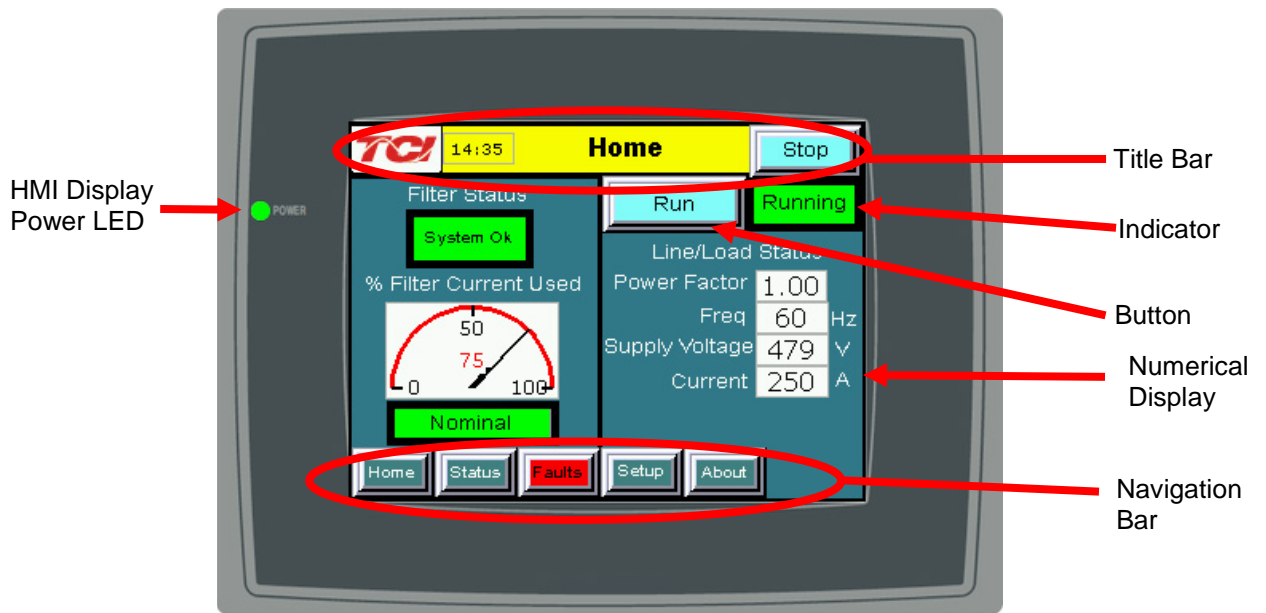 TCI
14:35
Home
Stop
Title Bar
HMI Display
Power LED
POWER
Filter Status
Run
Running
Indicator
System Ok
Line/Load Status
% Filter Current Used
Power Factor 1.00
50
Freq 60 Hz
Button
75
Supply Voltage 479 V
0
100
Current 250 A
Numerical
Display
Nominal
Home
Status
Faults
Setup
About
Navigation
Bar